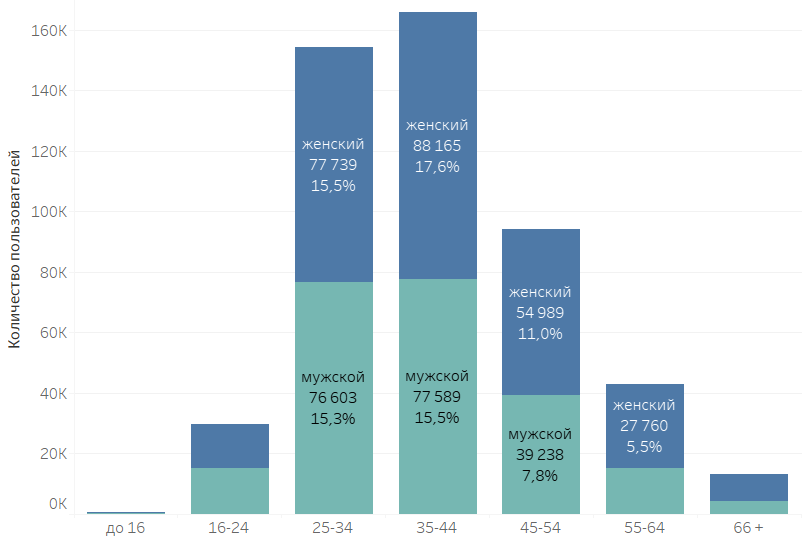 Количество пользователей
160K
140K
120K
100K
80K
60K
40K
20K
0K
женский
77 739
15,5%
мужской
76 603
15,3%
женский
88 165
17,6%
мужской
77 589
15,5%
женский
54 989
11,0%
мужской
39 238
7,8%
женский
27 760
5,5%
до 16
16-24
25-34
35-44
45-54
55-64
66 +